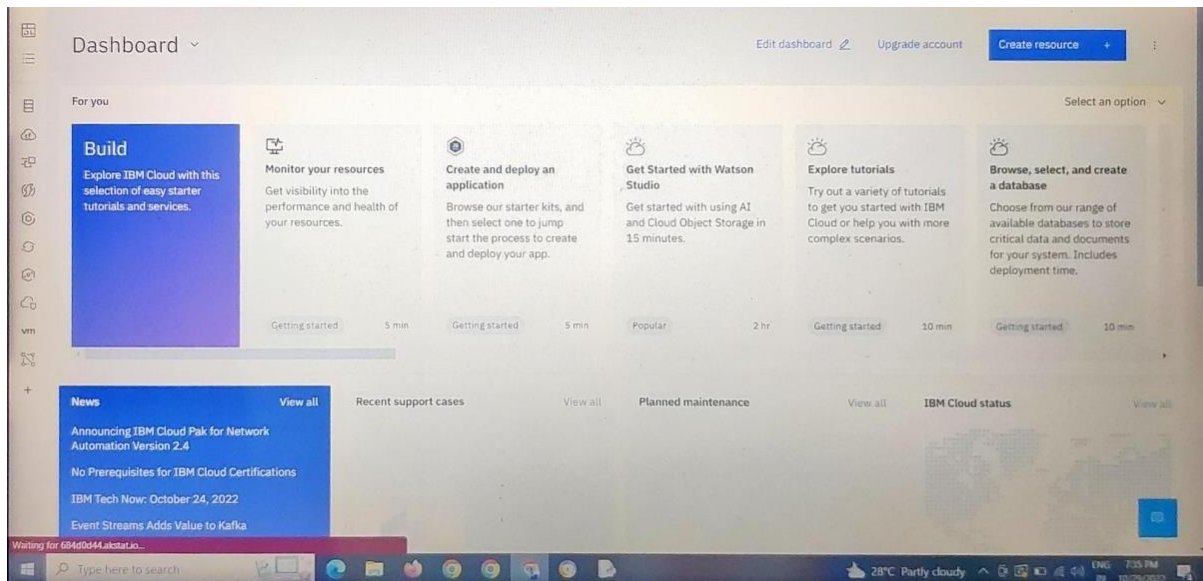 Dashboard
Edit dashboard
Upgrade account
Create resource +
For you
Select an option
Build
Explore IBM Cloud with this
selection of easy starter
tutorials and services.
Monitor your resources
Get visibility into the
performance and health of
your resources.
Getting started
5 min
Create and deploy an
application
Browse our starter kits, and
then select one to jump
start the process to create
and deploy your app.
Getting started
5 min
Get Started with Watson
Studio
Get started with using AI
and Cloud Object Storage in
15 minutes.
Popular
2 hr
Explore tutorials
Try out a variety of tutorials
to get you started with IBM
Cloud or help you with more
complex scenarios.
Getting started
10 min
Browse, select, and create
a database
Choose from our range of
available databases to store
critical data and documents
for your system. Includes
deployment time.
Getting started
10 min
vm
News
View all
Announcing IBM Cloud Pak for Network
Automation Version 2.4
No Prerequisites for IBM Cloud Certifications
IBM Tech Now: October 24, 2022
Event Streams Adds Value to Kafka
Recent support cases
View all
Planned maintenance
View all
IBM Cloud status
View all
Waiting for 684d0d44.akstat.io...
Type here to search
28°C Partly cloudy
ENG
7:35 PM